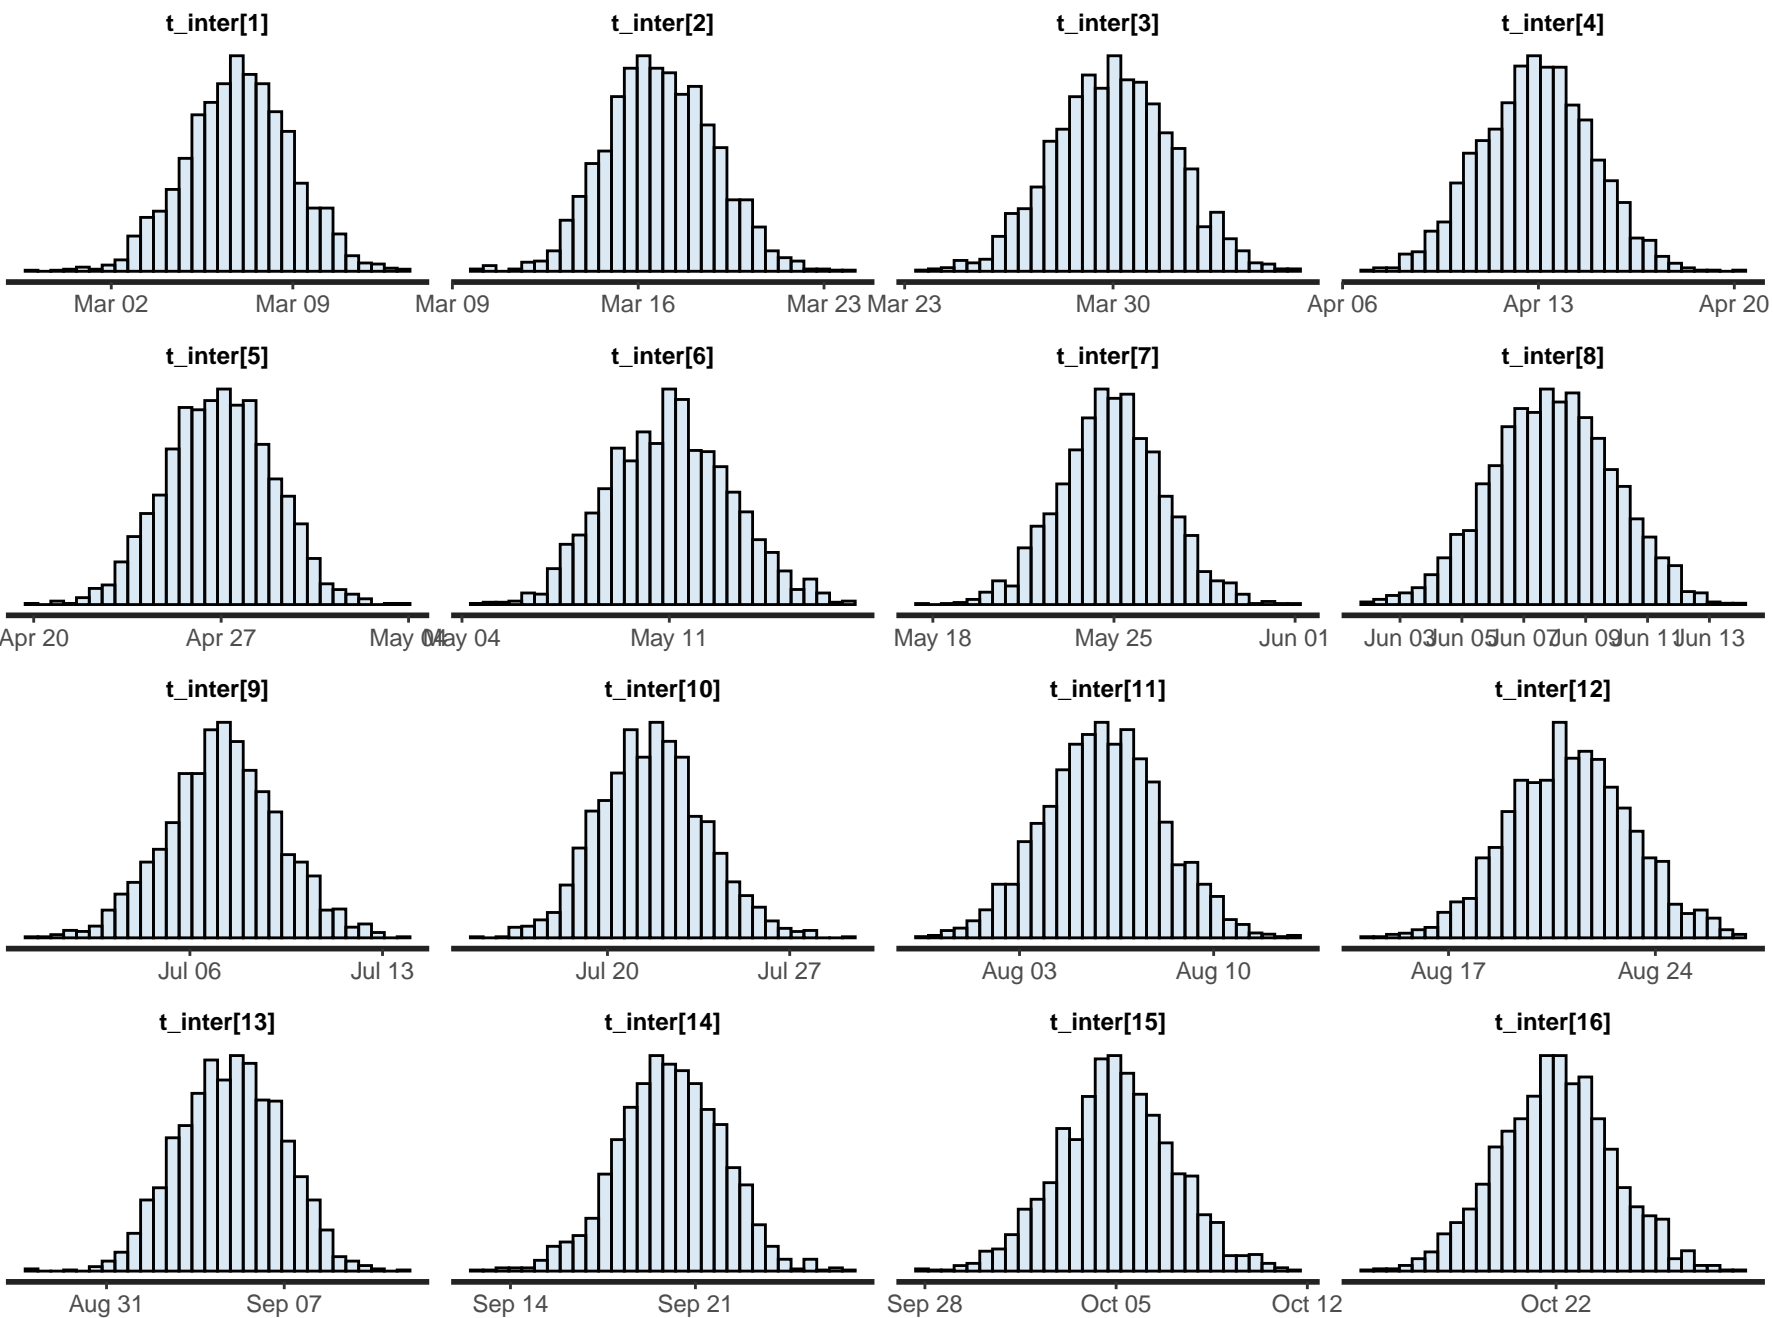 t_inter[1] t_inter[2] t_inter[3] t_inter[4]
Mar 02 Mar 09 Mar 09 Mar 16 Mar 23 Mar 23 Mar 30 Apr 06 Apr 13 Apr 20
t_inter[5] t_inter[6] t_inter[7] t_inter[8]
Apr 20 Apr 27 May 04 May 04 May 11 May 18 May 25 Jun 01 Jun 03 Jun 05 Jun 07 Jun 09 Jun 11 Jun 13
t_inter[9] t_inter[10] t_inter[11] t_inter[12]
Jul 06 Jul 13 Jul 20 Jul 27 Aug 03 Aug 10 Aug 17 Aug 24
t_inter[13] t_inter[14] t_inter[15] t_inter[16]
Aug 31 Sep 07 Sep 14 Sep 21 Sep 28 Oct 05 Oct 12 Oct 22